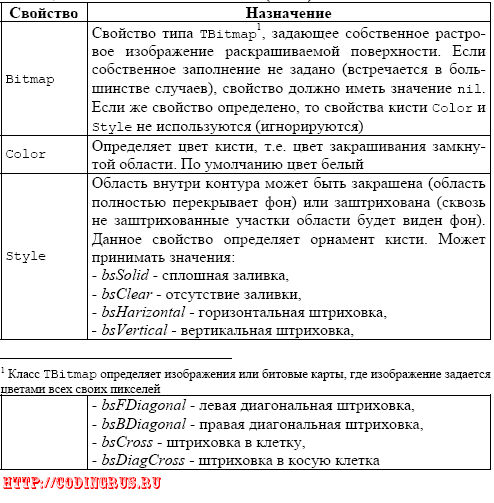 Свойство Назначение
Свойство типа TBitmap1, задающее собственное растро-
вое изображение раскрашиваемой поверхности. Если
собственное заполнение не задано (встречается в боль-
Bitmap шинстве случаев), свойство должно иметь значение nil.
Если же свойство определено, то свойства кисти Color и
Style не используются (игнорируются)
Color Определяет цвет кисти, т.е. цвет закрашивания замкну-
той области. По умолчанию цвет белый
Область внутри контура может быть закрашена (область
полностью перекрывает фон) или заштрихована (сквозь
не заштрихованные участки области будет виден фон).
Данное свойство определяет орнамент кисти. Может
Style принимать значения:
- bsSolid - сплошная заливка,
- bsClear - отсутствие заливки,
- bsHarizontal - горизонтальная штриховка,
- bsVertical - вертикальная штриховка,
1 Класс TBitmap определяет изображения или битовые карты, где изображение задается
цветами всех своих пикселей
- bsFDiagonal - левая диагональная штриховка,
- bsBDiagonal - правая диагональная штриховка,
- bsCross - штриховка в клетку,
- bsDiagCross - штриховка в косую клетка
HTTP://CODINGRUS.RU